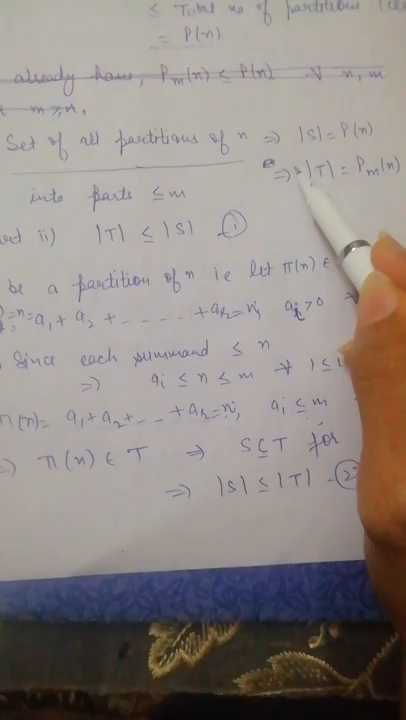 ≤ Total no of partitions
= P(n)
already have, Pm(n) ≤ P(n) ∀ n, m
m ≥ n.
Set of all partitions of n ⇒ |S| = P(n)
⇒ |T| = Pm(n)
into parts ≤ m
ii) |T| ≤ |S| ①
be a partition of n i e let π(n) ∈
= a₁ + a₂ + ------ + aₖ = n, aᵢ > 0
Since each summand ≤ n
⇒ aᵢ ≤ n ≤ m ∀ 1 ≤ i
π(n) = a₁ + a₂ + -- + aₖ = n, aᵢ ≤ m
⇒ π(n) ∈ T ⇒ S ⊆ T for
⇒ |S| ≤ |T| - ②